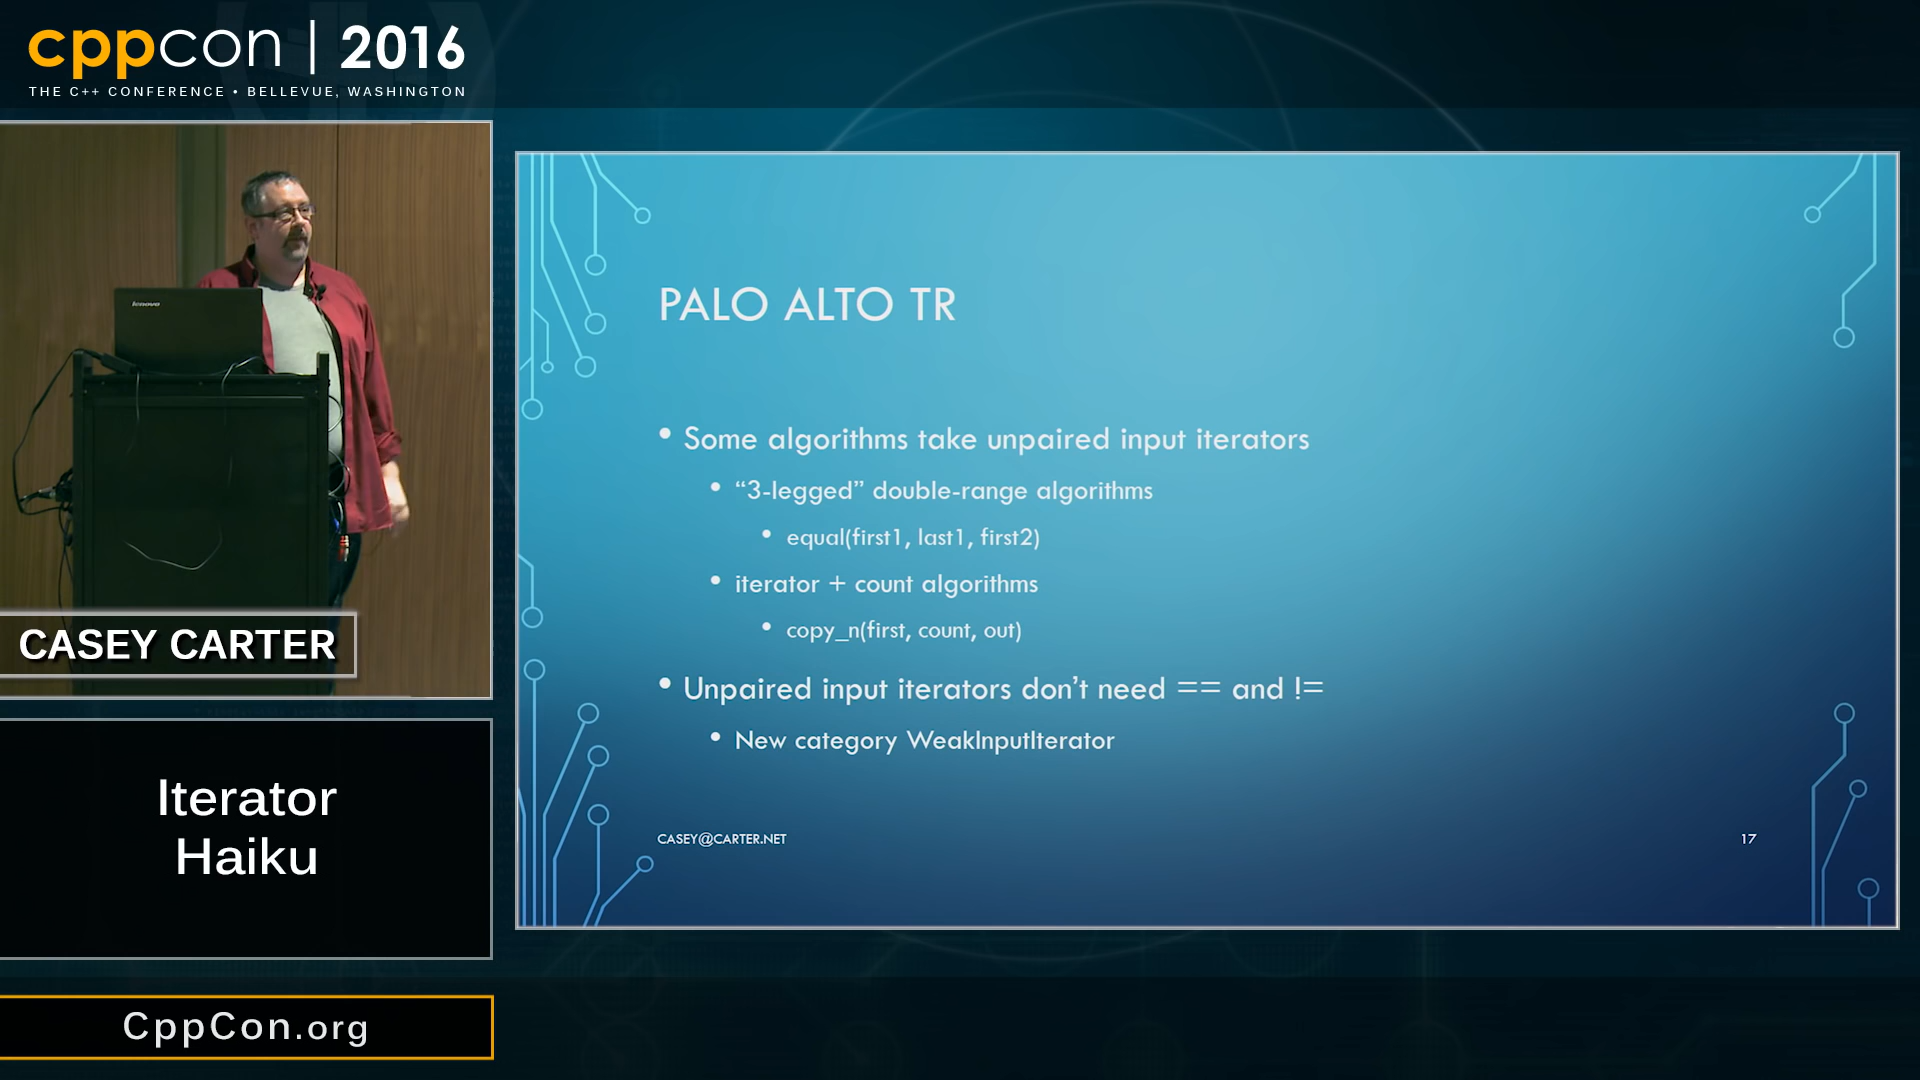 cppcon | 2016
THE C++ CONFERENCE • BELLEVUE, WASHINGTON
lenovo
CASEY CARTER
Iterator
Haiku
CppCon.org
PALO ALTO TR
• Some algorithms take unpaired input iterators
• “3-legged” double-range algorithms
• equal(first1, last1, first2)
• iterator + count algorithms
• copy_n(first, count, out)
• Unpaired input iterators don’t need == and !=
• New category WeakInputIterator
CASEY@CARTER.NET
17